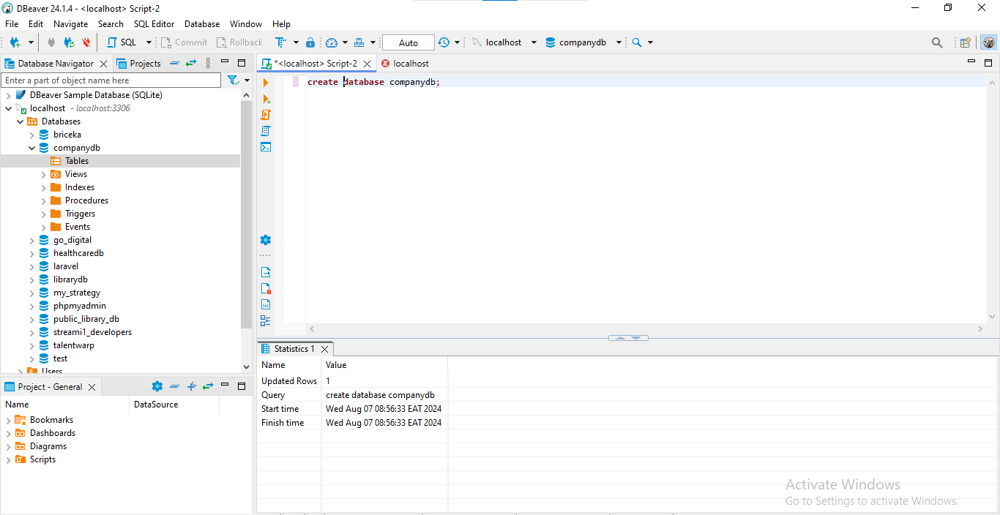 DBeaver 24.1.4 - <localhost> Script-2
File Edit Navigate Search SQL Editor Database Window Help
SQL Commit Rollback Auto localhost companydb
Database Navigator Projects
Enter a part of object name here
DBeaver Sample Database (SQLite)
localhost - localhost:3306
Databases
briceka
companydb
Tables
Views
Indexes
Procedures
Triggers
Events
go_digital
healthcaredb
laravel
librarydb
my_strategy
phpmyadmin
public_library_db
streami1_developers
talentwarp
test
Users
Project - General
Name DataSource
Bookmarks
Dashboards
Diagrams
Scripts
*<localhost> Script-2 localhost
create database companydb;
Statistics 1
Name Value
Updated Rows 1
Query create database companydb
Start time Wed Aug 07 08:56:33 EAT 2024
Finish time Wed Aug 07 08:56:33 EAT 2024
Activate Windows
Go to Settings to activate Windows.